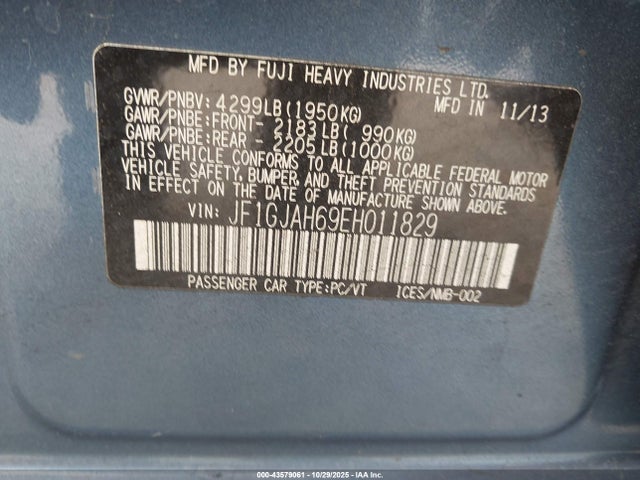 MFD BY FUJI HEAVY INDUSTRIES LTD.
MFD IN 11/13
GVWR/PNBV: 4299LB(1950KG)
GAWR/PNBE:FRONT- 2183LB( 990KG)
GAWR/PNBE:REAR - 2205LB(1000KG)
THIS VEHICLE CONFORMS TO ALL APPLICABLE FEDERAL MOTOR
VEHICLE SAFETY, BUMPER, AND THEFT PREVENTION STANDARDS
IN EFFECT ON THE DATE OF MANUFACTURE SHOWN ABOVE.
VIN: JF1GJAH69EH011829
PASSENGER CAR TYPE:PC/VT ICES/NMB-002
000-43579061 - 10/29/2025 - IAA Inc.